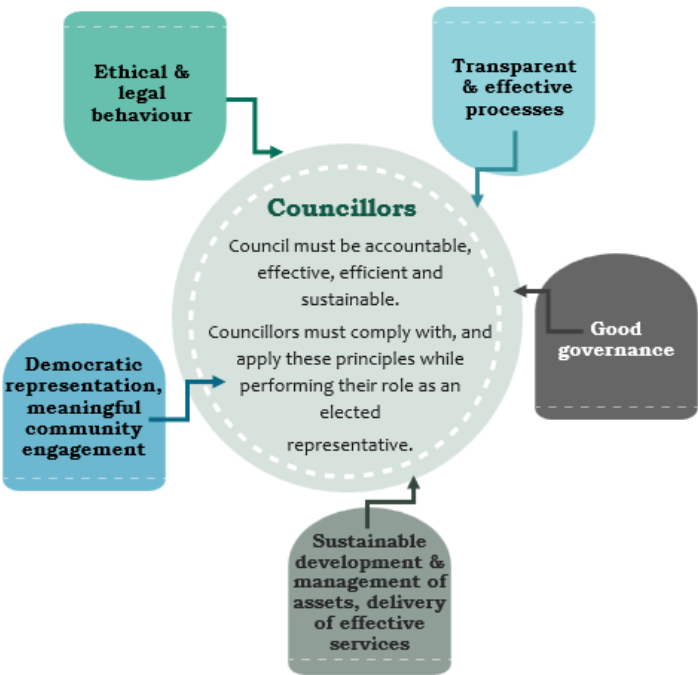 Ethical &
legal
behaviour
Transparent
& effective
processes
Councillors
Council must be accountable,
effective, efficient and
sustainable.
Councillors must comply with, and
apply these principles while
performing their role as an
elected
representative.
Good
governance
Democratic
representation,
meaningful
community
engagement
Sustainable
development &
management of
assets, delivery
of effective
services